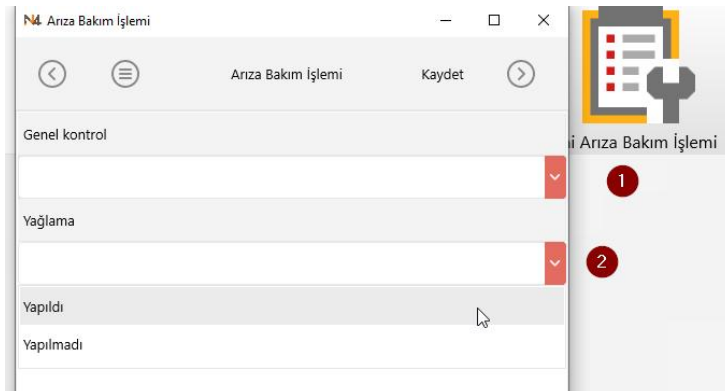 N4 Arıza Bakım İşlemi
Arıza Bakım İşlemi Kaydet
Genel kontrol
Yağlama
Yapıldı
Yapılmadı
i Arıza Bakım İşlemi
1
2